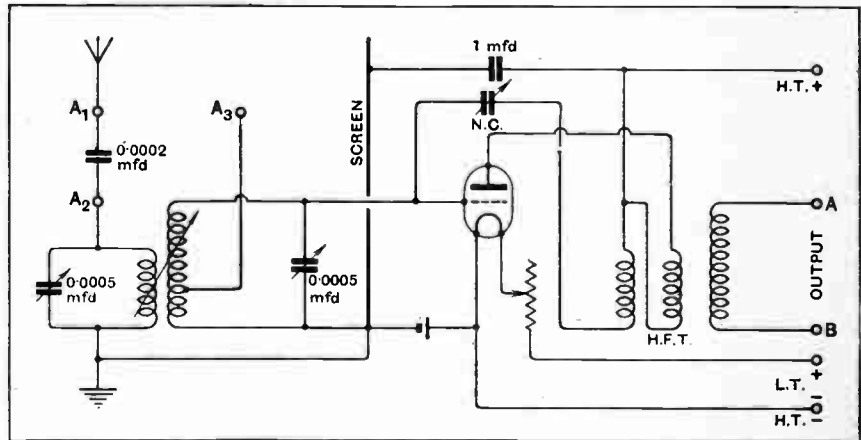 1 mfd
H.T. +
A1
A3
SCREEN
N.C.
0·0002
mfd
A2
A
0·0005
mfd
0·0005
mfd
OUTPUT
B
H.F.T.
+
L.T.
−
H.T. −